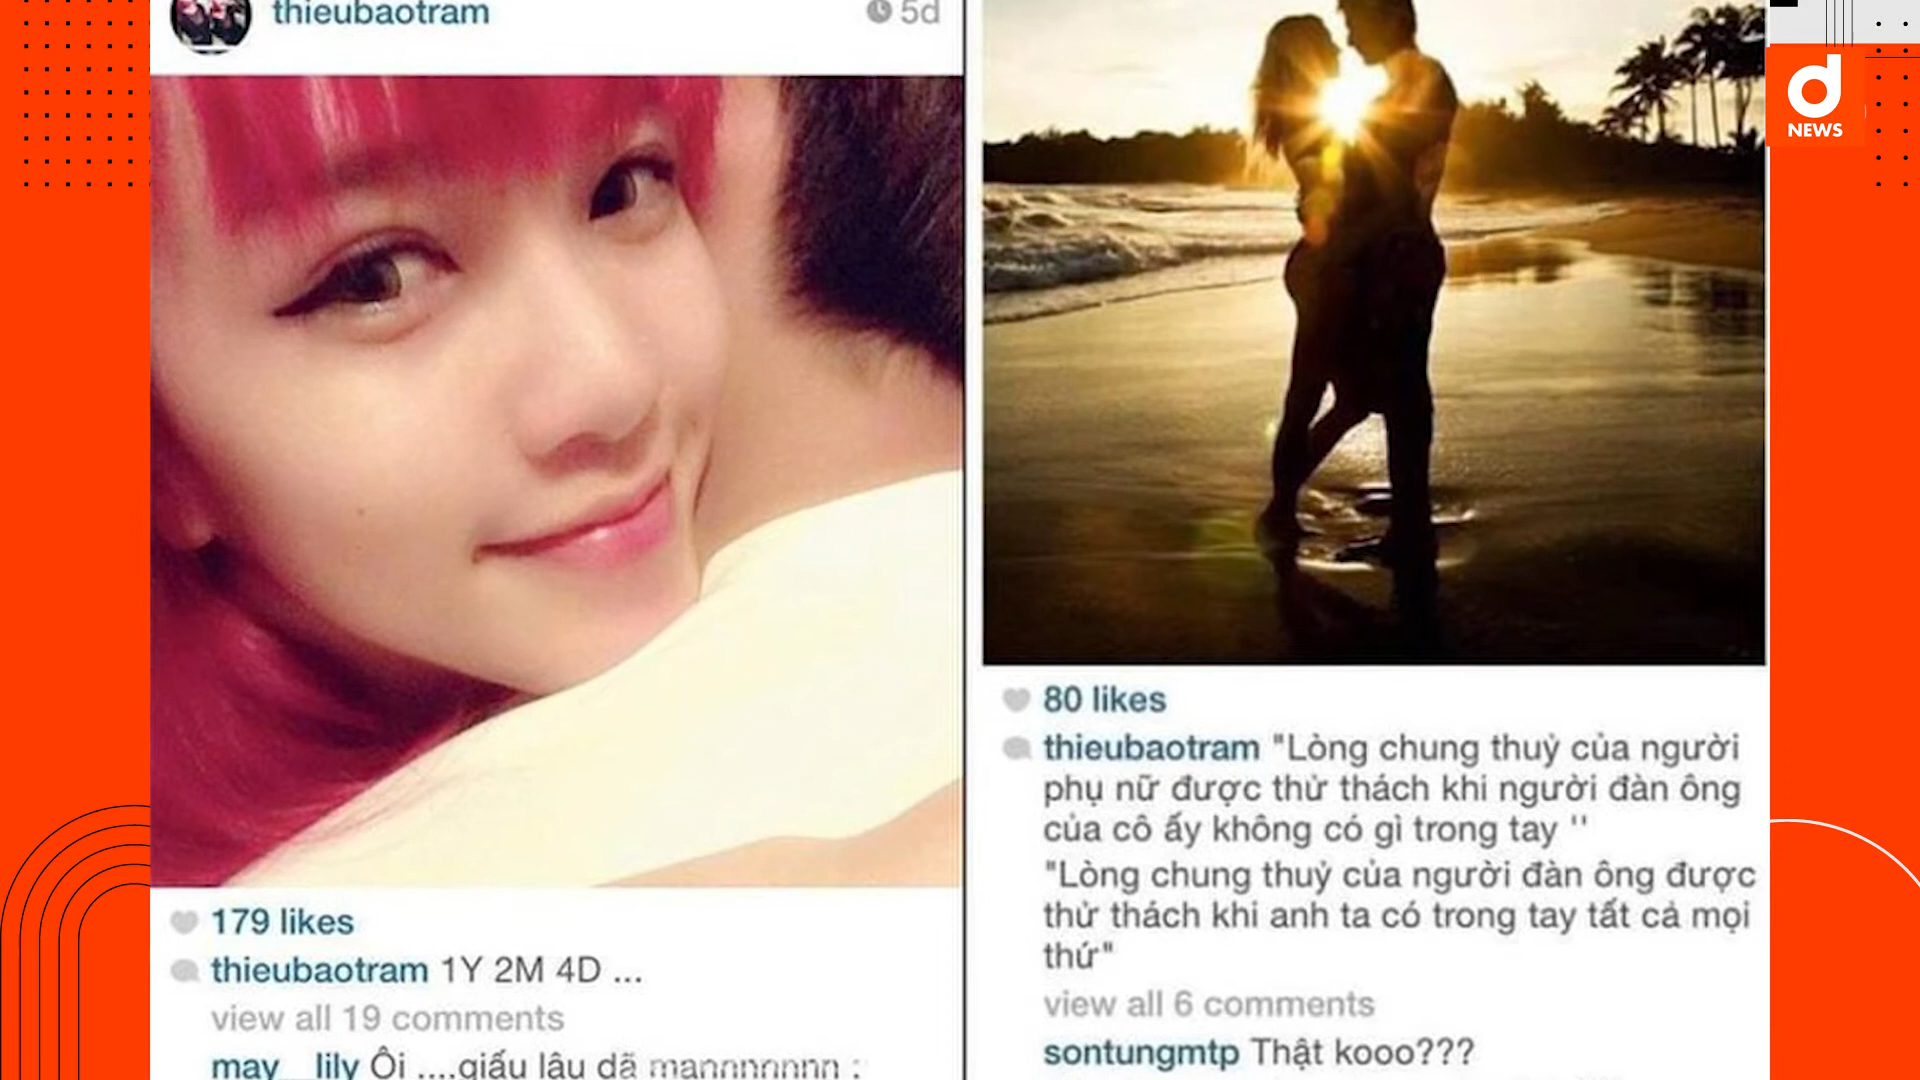 thieubaotram
5d
179 likes
thieubaotram 1Y 2M 4D ...
view all 19 comments
may__lily Ôi ....giấu lâu dã mannnnnnn :
80 likes
thieubaotram "Lòng chung thuỷ của người
phụ nữ được thử thách khi người đàn ông
của cô ấy không có gì trong tay ''
"Lòng chung thuỷ của người đàn ông được
thử thách khi anh ta có trong tay tất cả mọi
thứ"
view all 6 comments
sontungmtp Thật kooo???
d
NEWS